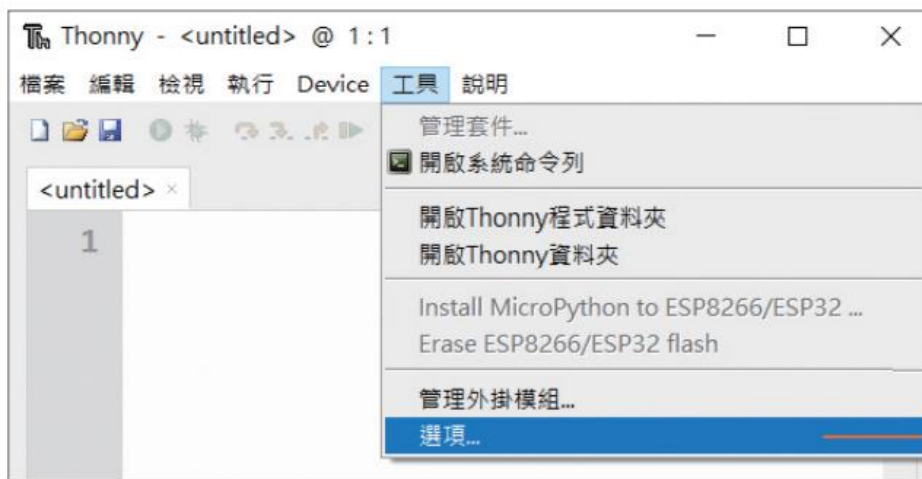 Thonny - <untitled> @ 1 : 1
檔案 編輯 檢視 執行 Device 工具 說明
<untitled>
1
管理套件...
開啟系統命令列
開啟Thonny程式資料夾
開啟Thonny資料夾
Install MicroPython to ESP8266/ESP32 ...
Erase ESP8266/ESP32 flash
管理外掛模組...
選項...